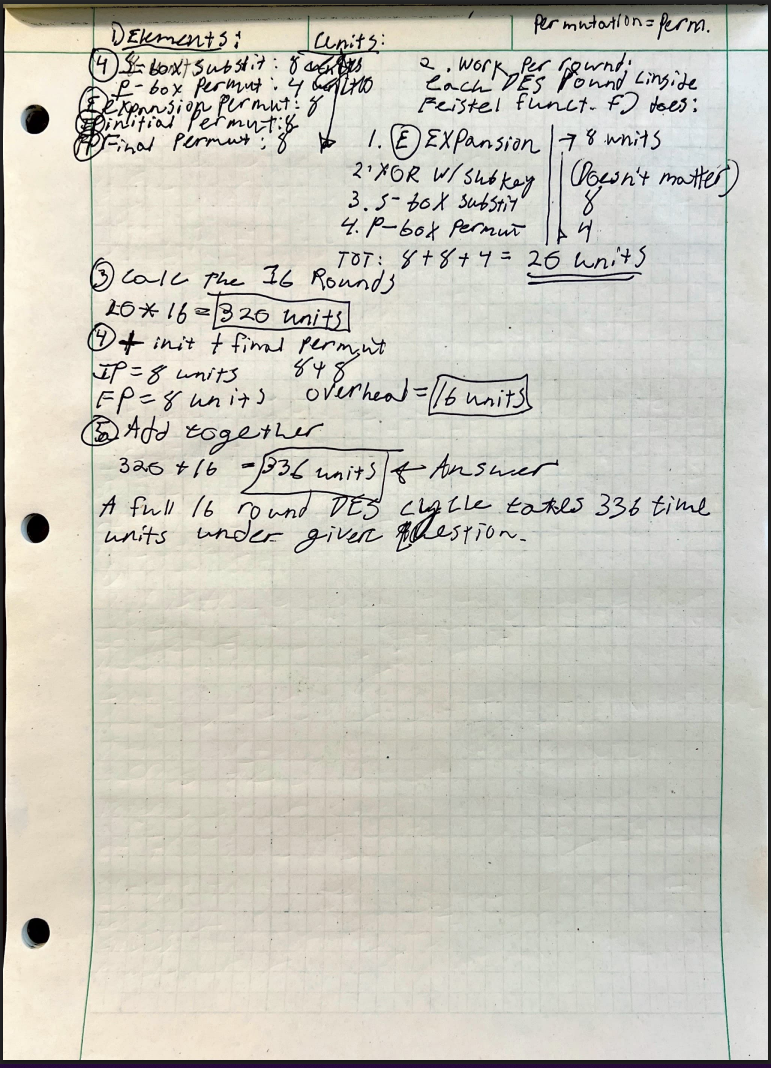 Permutation = Perm.
1) Elements: Units:
4 S-box substit: 8
P-box Permut: 4
E expansion Permut: 8
IP initial Permut: 8
FP Final Permut: 8
2. Work Per round:
Each DES Round (inside
Feistel funct. f) does:
1. E EXPansion → 8 units
2. XOR W/ subkey (Doesn't matter)
3. S-box substit 8
4. P-box Permut 4
TOT: 8+8+4 = 20 units
3 Calc The 16 Rounds
20 * 16 = 320 units
4 + init + final permut
IP = 8 units 8+8
FP = 8 units overhead = 16 units
5a Add together
320 + 16 = 336 units ← Answer
A full 16 round DES cycle takes 336 time
units under given question.